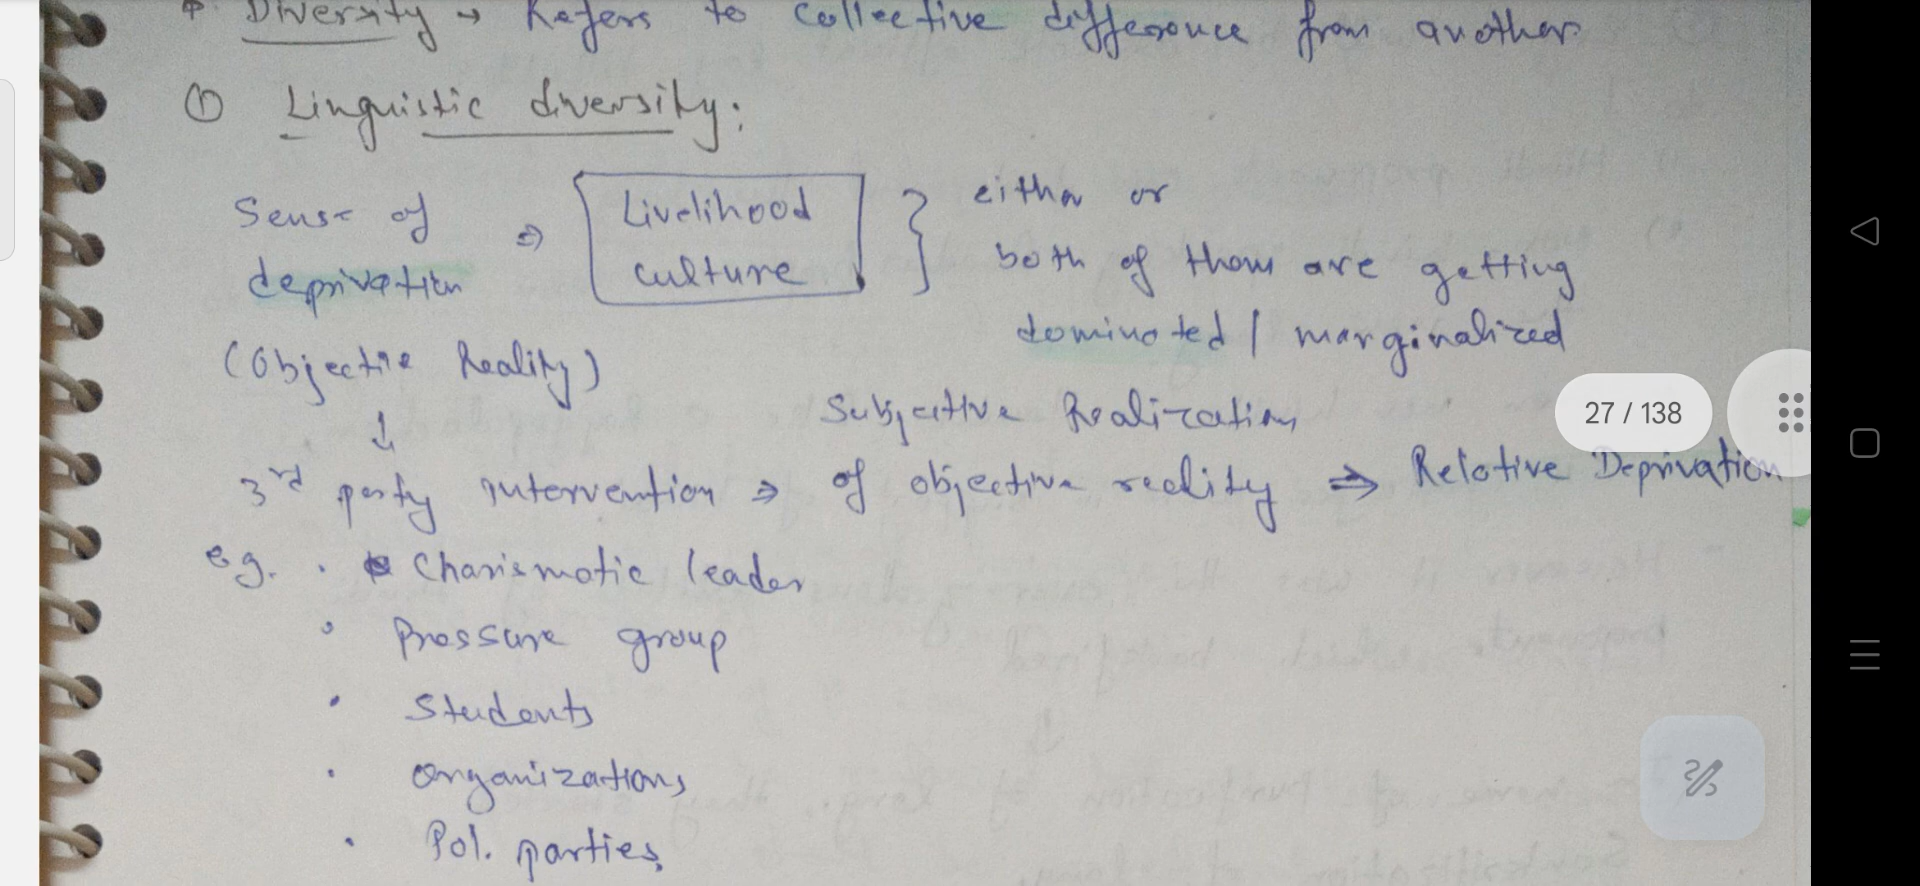 * Diversity → Refers to collective difference from another
① Linguistic diversity:
Sense of ⇒ Livelihood } either or
deprivation culture both of them are getting
dominated / marginalized
(Objective Reality)
↓
Subjective Realization
3rd party intervention ⇒ of objective reality ⇒ Relative Deprivation
e.g. · Charismatic leader
· Pressure group
· Students
· Organizations
· Pol. parties
27 / 138